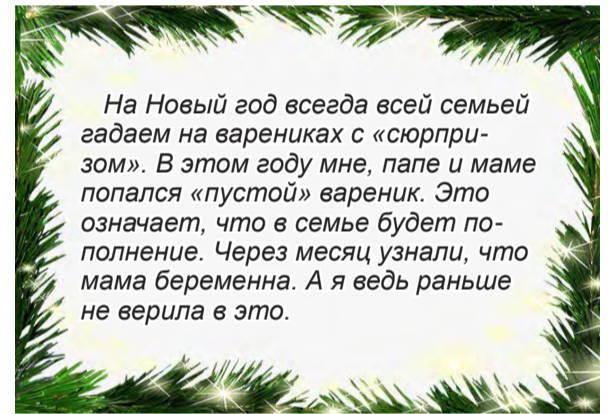 На Новый год всегда всей семьей
гадаем на варениках с «сюрпри-
зом». В этом году мне, папе и маме
попался «пустой» вареник. Это
означает, что в семье будет по-
полнение. Через месяц узнали, что
мама беременна. А я ведь раньше
не верила в это.